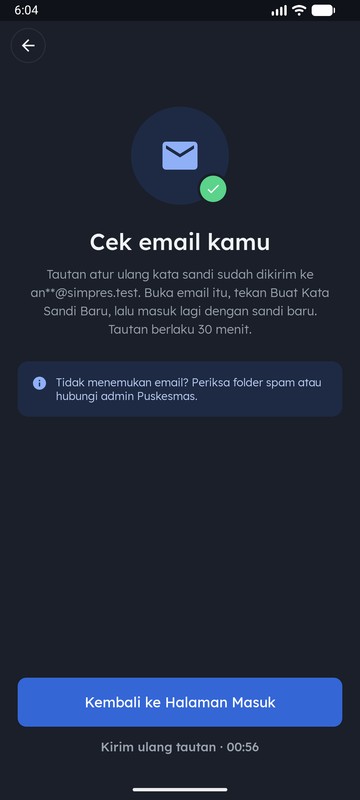 6:04
Cek email kamu
Tautan atur ulang kata sandi sudah dikirim ke
an**@simpres.test. Buka email itu, tekan Buat Kata
Sandi Baru, lalu masuk lagi dengan sandi baru.
Tautan berlaku 30 menit.
Tidak menemukan email? Periksa folder spam atau
hubungi admin Puskesmas.
Kembali ke Halaman Masuk
Kirim ulang tautan · 00:56